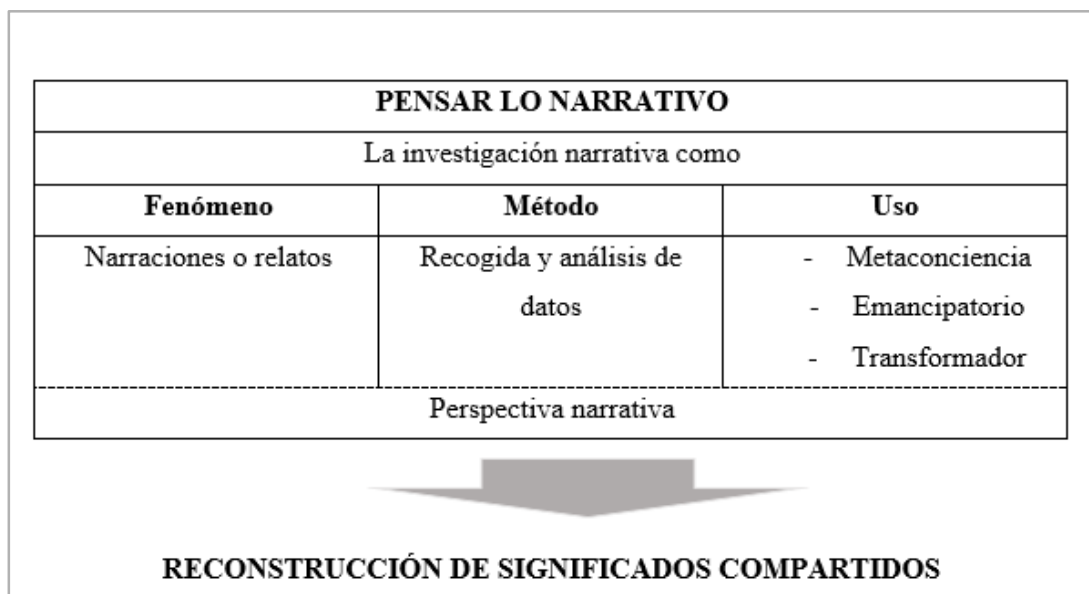 PENSAR LO NARRATIVO
La investigación narrativa como
Fenómeno
Método
Uso
Narraciones o relatos
Recogida y análisis de
datos
- Metaconciencia
- Emancipatorio
- Transformador
Perspectiva narrativa
RECONSTRUCCIÓN DE SIGNIFICADOS COMPARTIDOS